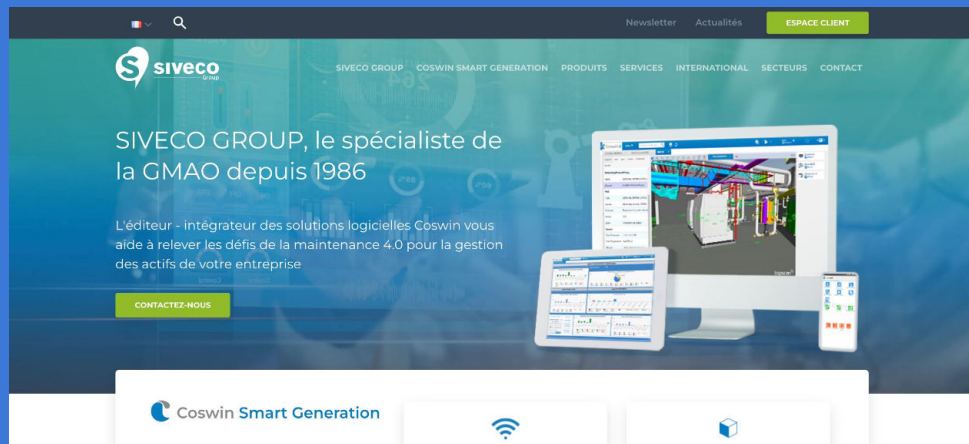 Newsletter Actualités ESPACE CLIENT
SIVECO
Group
SIVECO GROUP COSWIN SMART GENERATION PRODUITS SERVICES INTERNATIONAL SECTEURS CONTACT
SIVECO GROUP, le spécialiste de
la GMAO depuis 1986
L'éditeur - intégrateur des solutions logicielles Coswin vous
aide à relever les défis de la maintenance 4.0 pour la gestion
des actifs de votre entreprise
CONTACTEZ-NOUS
Coswin Smart Generation